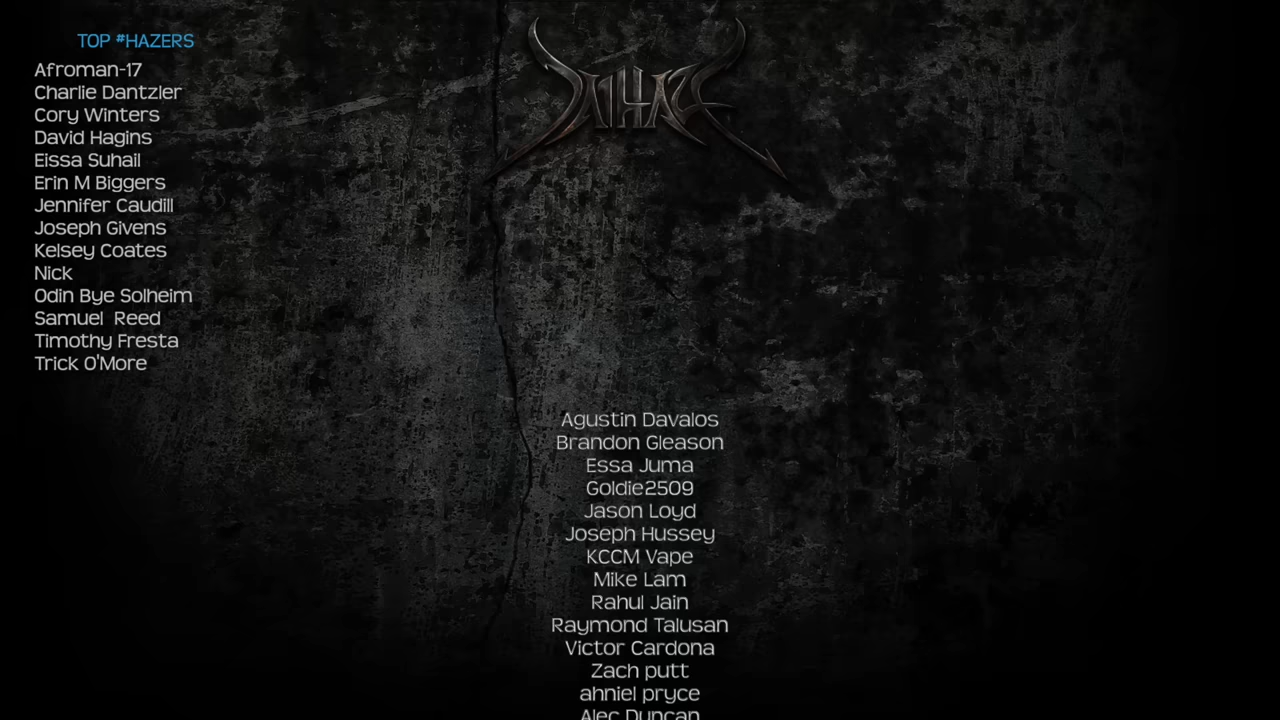 TOP #HAZERS
Afroman-17
Charlie Dantzler
Cory Winters
David Hagins
Eissa Suhail
Erin M Biggers
Jennifer Caudill
Joseph Givens
Kelsey Coates
Nick
Odin Bye Solheim
Samuel  Reed
Timothy Fresta
Trick O'More
DAIHAZE
Agustin Davalos
Brandon Gleason
Essa Juma
Goldie2509
Jason Loyd
Joseph Hussey
KCCM Vape
Mike Lam
Rahul Jain
Raymond Talusan
Victor Cardona
Zach putt
ahniel pryce
Alec Duncan